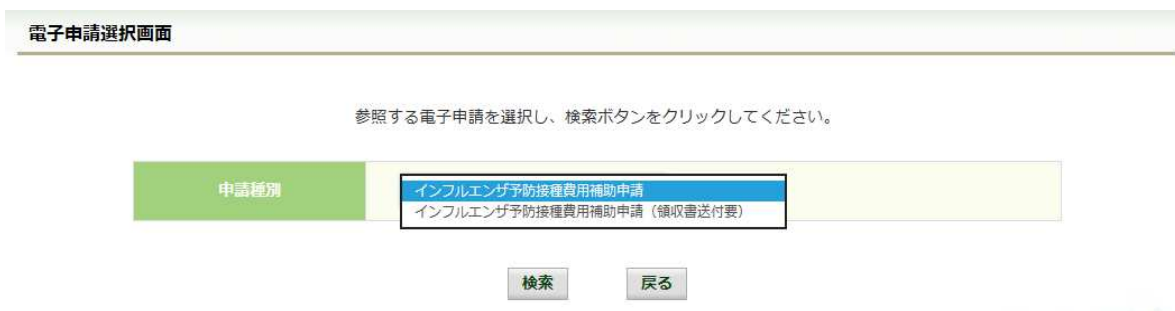 電子申請選択画面
参照する電子申請を選択し、検索ボタンをクリックしてください。
申請種別
インフルエンザ予防接種費用補助申請
インフルエンザ予防接種費用補助申請（領収書送付要）
検索
戻る